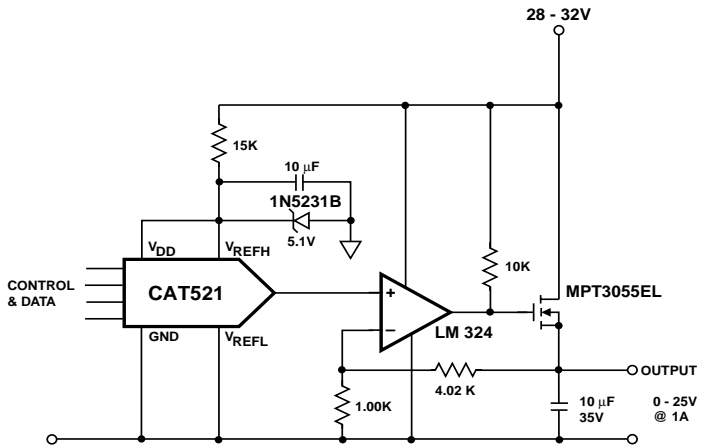 28 - 32V
15K
10 μF
1N5231B
5.1V
VDD
VREFH
CONTROL
& DATA
CAT521
GND
VREFL
+
–
LM 324
10K
MPT3055EL
4.02 K
1.00K
OUTPUT
10 μF
35V
0 - 25V
@ 1A